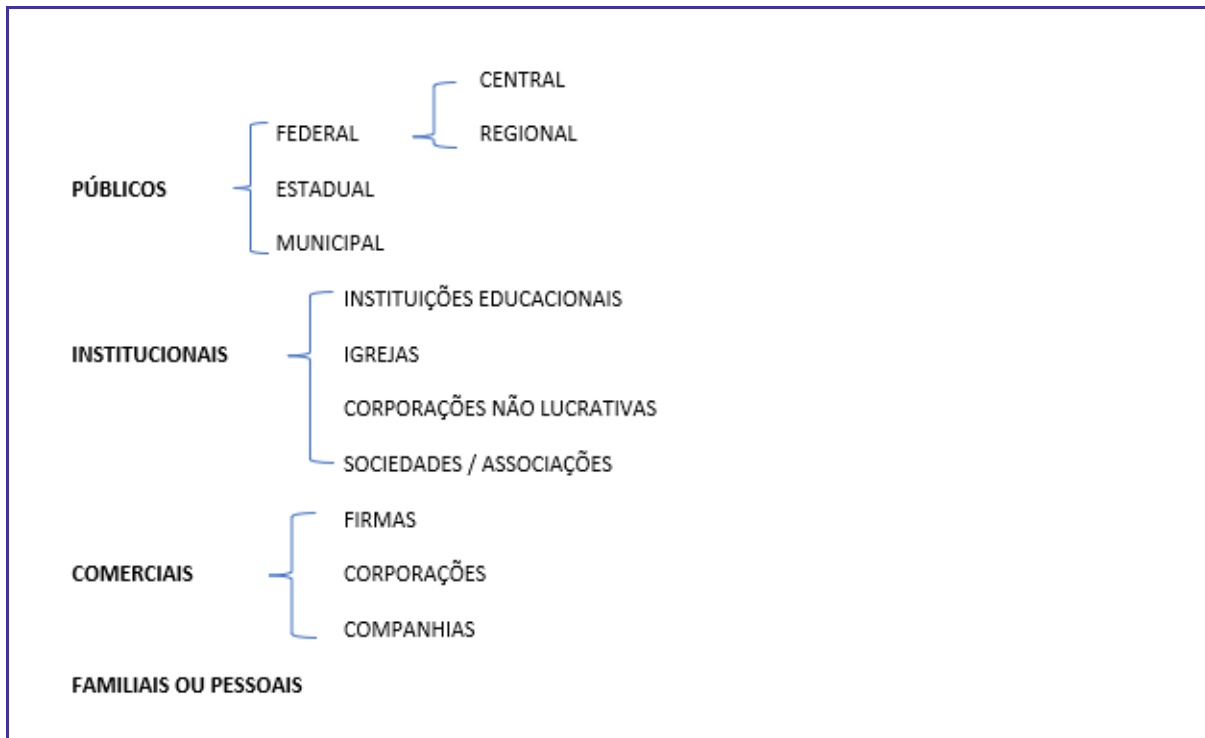 CENTRAL
FEDERAL
REGIONAL
PÚBLICOS
ESTADUAL
MUNICIPAL
INSTITUIÇÕES EDUCACIONAIS
INSTITUCIONAIS
IGREJAS
CORPORAÇÕES NÃO LUCRATIVAS
SOCIEDADES / ASSOCIAÇÕES
FIRMAS
COMERCIAIS
CORPORAÇÕES
COMPANHIAS
FAMILIAIS OU PESSOAIS